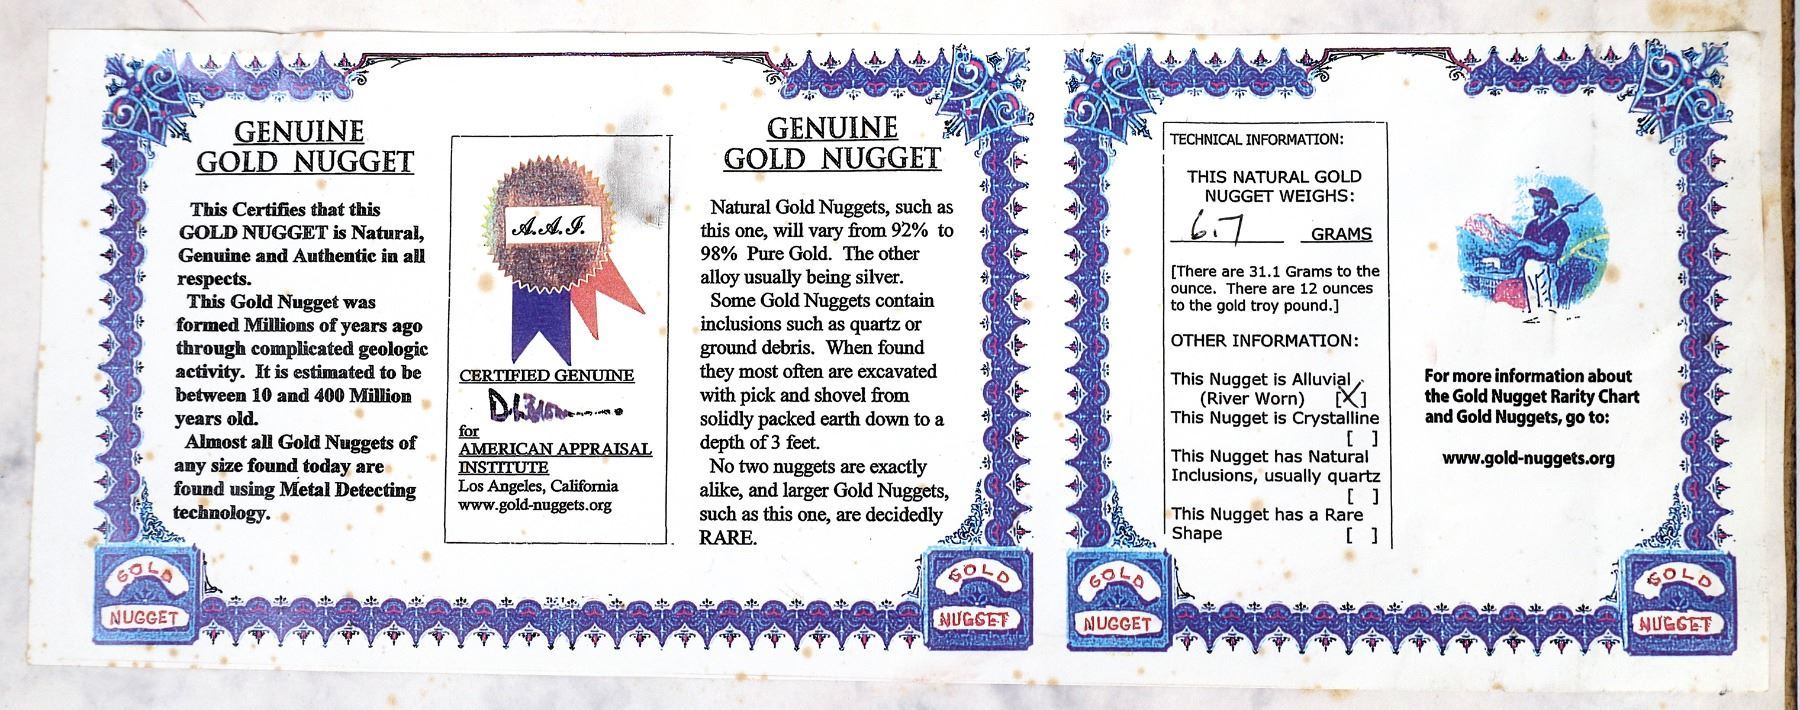 GENUINE
GOLD NUGGET
This Certifies that this
GOLD NUGGET is Natural,
Genuine and Authentic in all
respects.
This Gold Nugget was
formed Millions of years ago
through complicated geologic
activity. It is estimated to be
between 10 and 400 Million
years old.
Almost all Gold Nuggets of
any size found today are
found using Metal Detecting
technology.
A.A.I.
CERTIFIED GENUINE
for
AMERICAN APPRAISAL
INSTITUTE
Los Angeles, California
www.gold-nuggets.org
GENUINE
GOLD NUGGET
Natural Gold Nuggets, such as
this one, will vary from 92% to
98% Pure Gold. The other
alloy usually being silver.
Some Gold Nuggets contain
inclusions such as quartz or
ground debris. When found
they most often are excavated
with pick and shovel from
solidly packed earth down to a
depth of 3 feet.
No two nuggets are exactly
alike, and larger Gold Nuggets,
such as this one, are decidedly
RARE.
GOLD
NUGGET
GOLD
NUGGET
TECHNICAL INFORMATION:
THIS NATURAL GOLD
NUGGET WEIGHS:
6.7 GRAMS
[There are 31.1 Grams to the
ounce. There are 12 ounces
to the gold troy pound.]
OTHER INFORMATION:
This Nugget is Alluvial
(River Worn) [X]
This Nugget is Crystalline
[ ]
This Nugget has Natural
Inclusions, usually quartz
[ ]
This Nugget has a Rare
Shape [ ]
For more information about
the Gold Nugget Rarity Chart
and Gold Nuggets, go to:
www.gold-nuggets.org
GOLD
NUGGET
GOLD
NUGGET